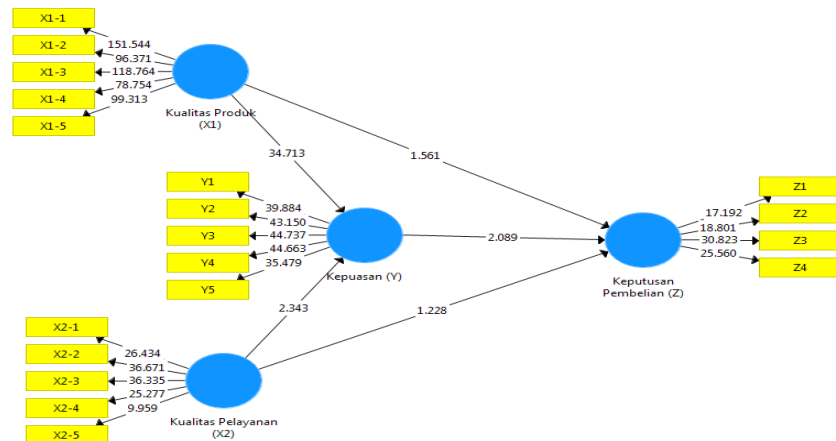 X1-1
X1-2
X1-3
X1-4
X1-5
151.544
96.371
118.764
78.754
99.313
Kualitas Produk
(X1)
34.713
1.561
Y1
Y2
Y3
Y4
Y5
39.884
43.150
44.737
44.663
35.479
Kepuasan (Y)
2.089
Z1
Z2
Z3
Z4
17.192
18.801
30.823
25.560
Keputusan
Pembelian (Z)
2.343
1.228
X2-1
X2-2
X2-3
X2-4
X2-5
26.434
36.671
36.335
25.277
9.959
Kualitas Pelayanan
(X2)